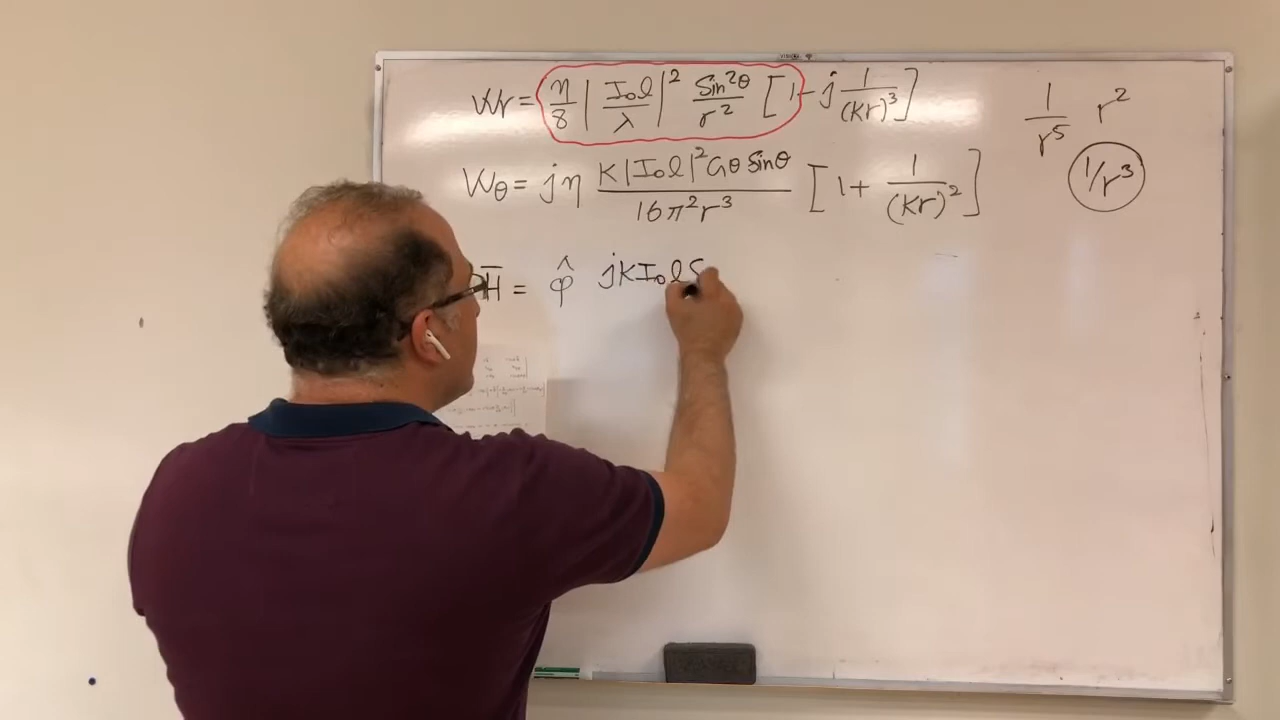 Wr = η/8 | I₀l/λ |² Sin²θ/r² [1 - j 1/(kr)³]
1/r⁵ r²
Wθ = jη K|I₀l|² Cosθ Sinθ / 16π²r³ [1 + 1/(kr)²]
1/r³
H̄ = φ̂ jkI₀lS